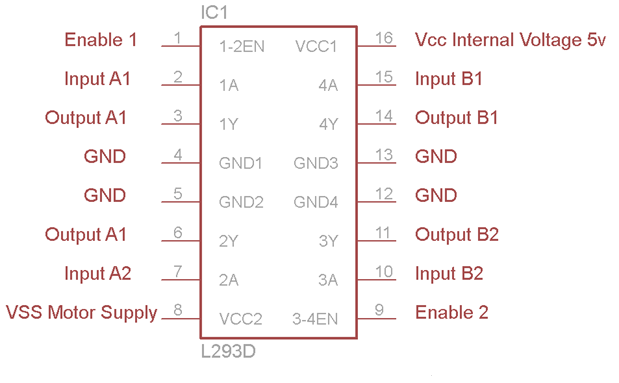 IC1
Enable 1 1 1-2EN VCC1 16 Vcc Internal Voltage 5v
Input A1 2 1A 4A 15 Input B1
Output A1 3 1Y 4Y 14 Output B1
GND 4 GND1 GND3 13 GND
GND 5 GND2 GND4 12 GND
Output A1 6 2Y 3Y 11 Output B2
Input A2 7 2A 3A 10 Input B2
VSS Motor Supply 8 VCC2 3-4EN 9 Enable 2
L293D